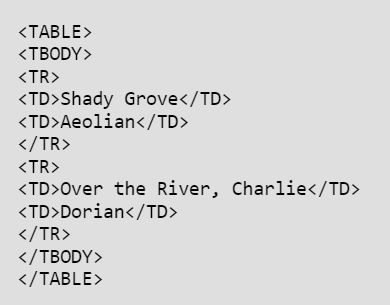 <TABLE>
<TBODY>
<TR>
<TD>Shady Grove</TD>
<TD>Aeolian</TD>
</TR>
<TR>
<TD>Over the River, Charlie</TD>
<TD>Dorian</TD>
</TR>
</TBODY>
</TABLE>